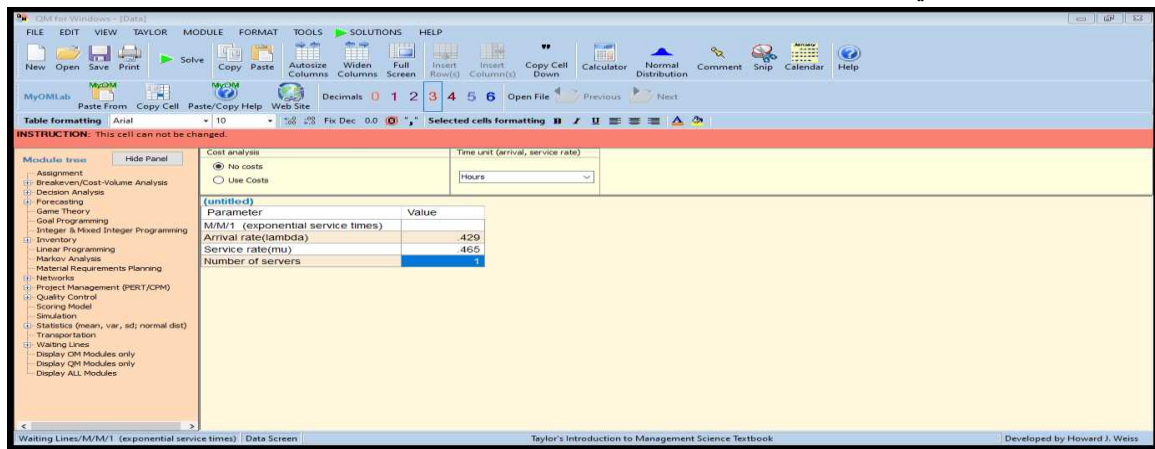 QM for Windows - [Data]
FILE EDIT VIEW TAYLOR MODULE FORMAT TOOLS SOLUTIONS HELP
New Open Save Print Solve Copy Paste Autosize Columns Widen Columns Full Screen Insert Row(s) Insert Column(s) Copy Cell Down Calculator Normal Distribution Comment Snip Calendar Help
MyOMLab MyOM Paste From Copy Cell MyOM Paste/Copy Help Web Site Decimals 0 1 2 3 4 5 6 Open File Previous Next
Table formatting Arial 10 Fix Dec 0.0 "," Selected cells formatting B I U A
INSTRUCTION: This cell can not be changed.
Module tree Hide Panel
Assignment
Breakeven/Cost-Volume Analysis
Decision Analysis
Forecasting
Game Theory
Goal Programming
Integer & Mixed Integer Programming
Inventory
Linear Programming
Markov Analysis
Material Requirements Planning
Networks
Project Management (PERT/CPM)
Quality Control
Scoring Model
Simulation
Statistics (mean, var, sd; normal dist)
Transportation
Waiting Lines
Display OM Modules only
Display QM Modules only
Display ALL Modules
Cost analysis
No costs
Use Costs
Time unit (arrival, service rate)
Hours
(untitled)
Parameter Value
M/M/1 (exponential service times)
Arrival rate(lambda) .429
Service rate(mu) .465
Number of servers 1
Waiting Lines/M/M/1 (exponential service times) Data Screen Taylor's Introduction to Management Science Textbook Developed by Howard J. Weiss